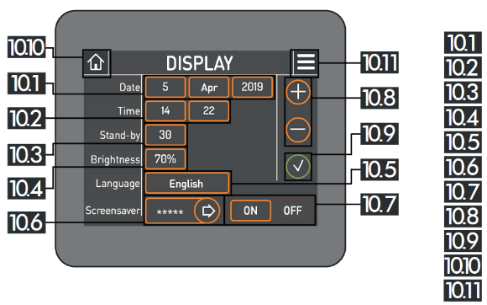 10.10 DISPLAY 10.11 10.1
10.1 Date 5 Apr 2019 10.8 10.2
10.2 Time 14 22 10.3
10.3 Stand-by 30 10.9 10.4
10.4 Brightness 70% 10.5 10.5
Language English 10.6
10.6 Screensaver ***** ON OFF 10.7 10.7
10.8
10.9
10.10
10.11